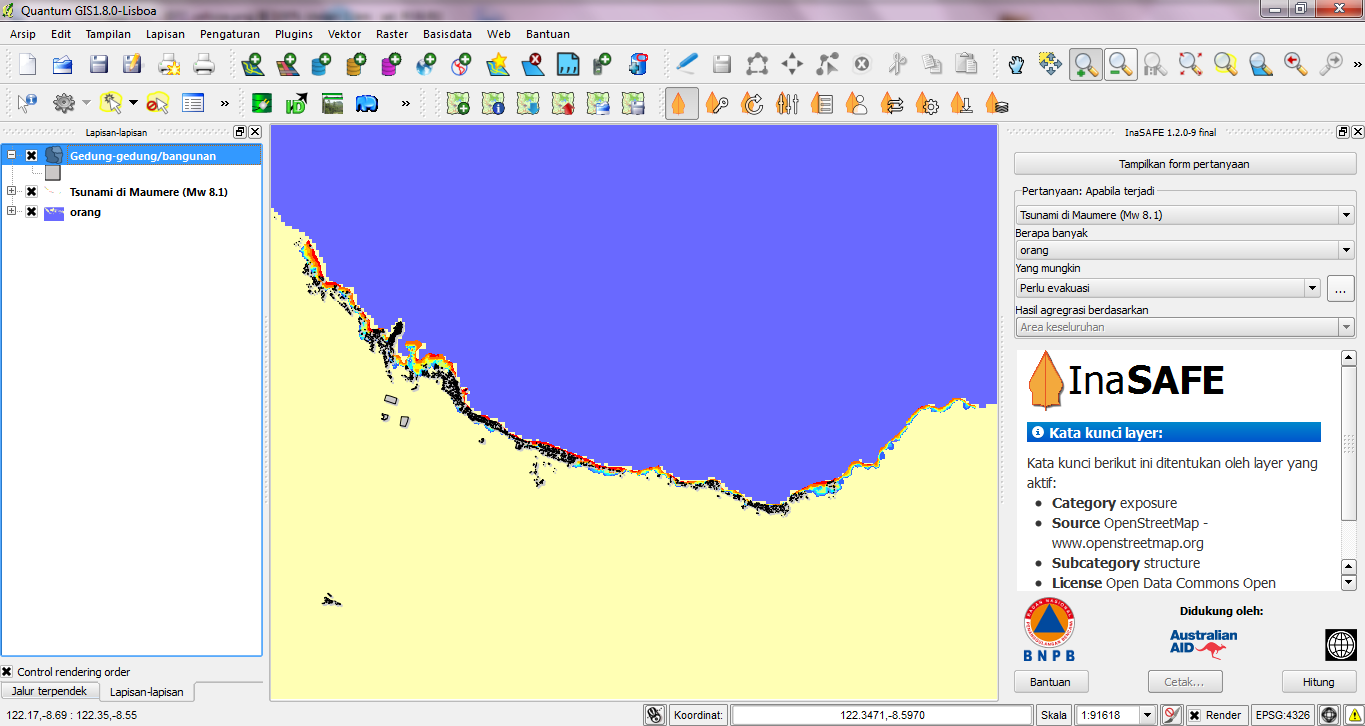 Quantum GIS1.8.0-Lisboa
Arsip Edit Tampilan Lapisan Pengaturan Plugins Vektor Raster Basisdata Web Bantuan
Lapisan-lapisan
Gedung-gedung/bangunan
Tsunami di Maumere (Mw 8.1)
orang
Control rendering order
Jalur terpendek Lapisan-lapisan
InaSAFE 1.2.0-9 final
Tampilkan form pertanyaan
Pertanyaan: Apabila terjadi
Tsunami di Maumere (Mw 8.1)
Berapa banyak
orang
Yang mungkin
Perlu evakuasi
...
Hasil agregrasi berdasarkan
Area keseluruhan
InaSAFE
Kata kunci layer:
Kata kunci berikut ini ditentukan oleh layer yang
aktif:
• Category exposure
• Source OpenStreetMap -
www.openstreetmap.org
• Subcategory structure
• License Open Data Commons Open
BNPB
Didukung oleh:
Australian
AID
Bantuan Cetak... Hitung
122.17,-8.69 : 122.35,-8.55 Koordinat: 122.3471,-8.5970 Skala 1:91618 Render EPSG:4326